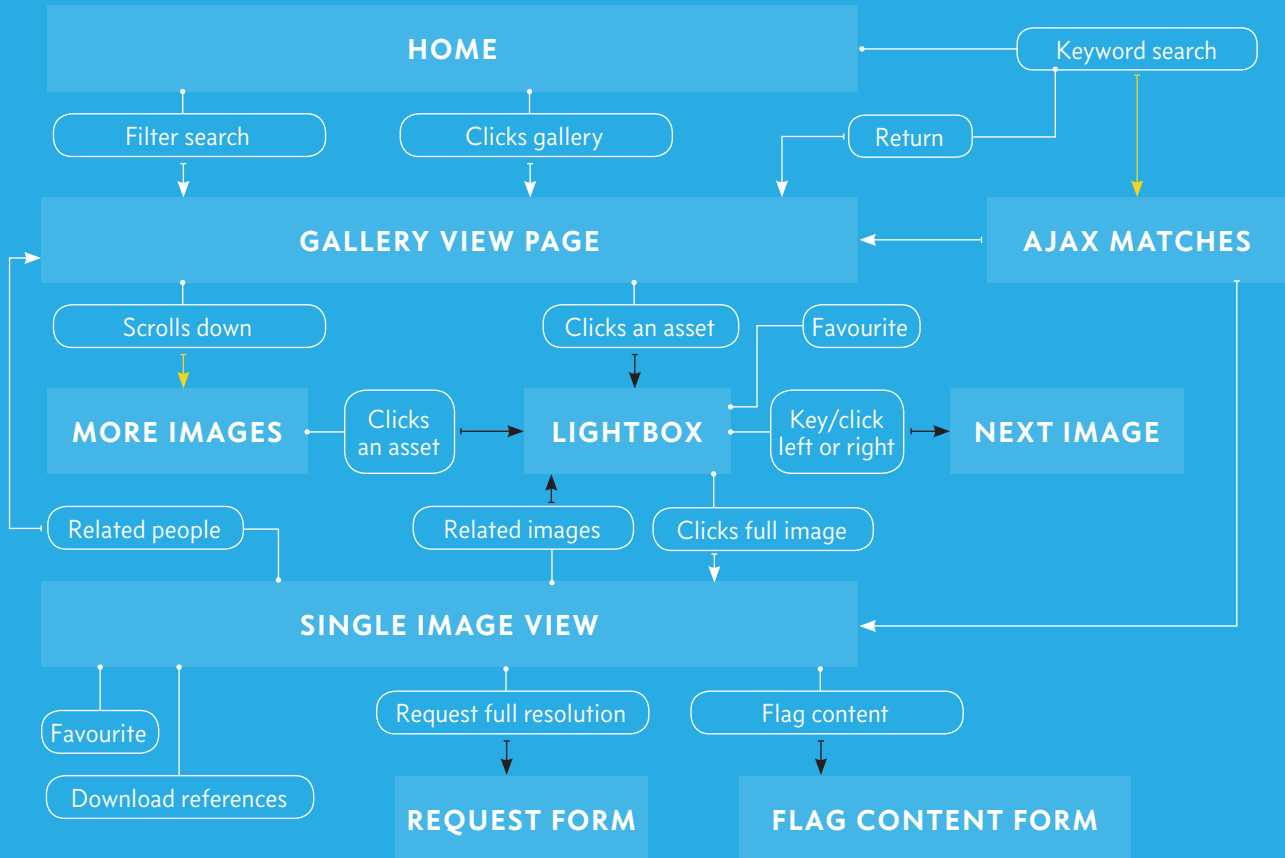 HOME
Keyword search
Filter search
Clicks gallery
Return
GALLERY VIEW PAGE
AJAX MATCHES
Scrolls down
Clicks an asset
Favourite
MORE IMAGES
Clicks
an asset
LIGHTBOX
Key/click
left or right
NEXT IMAGE
Related people
Related images
Clicks full image
SINGLE IMAGE VIEW
Favourite
Request full resolution
Flag content
Download references
REQUEST FORM
FLAG CONTENT FORM